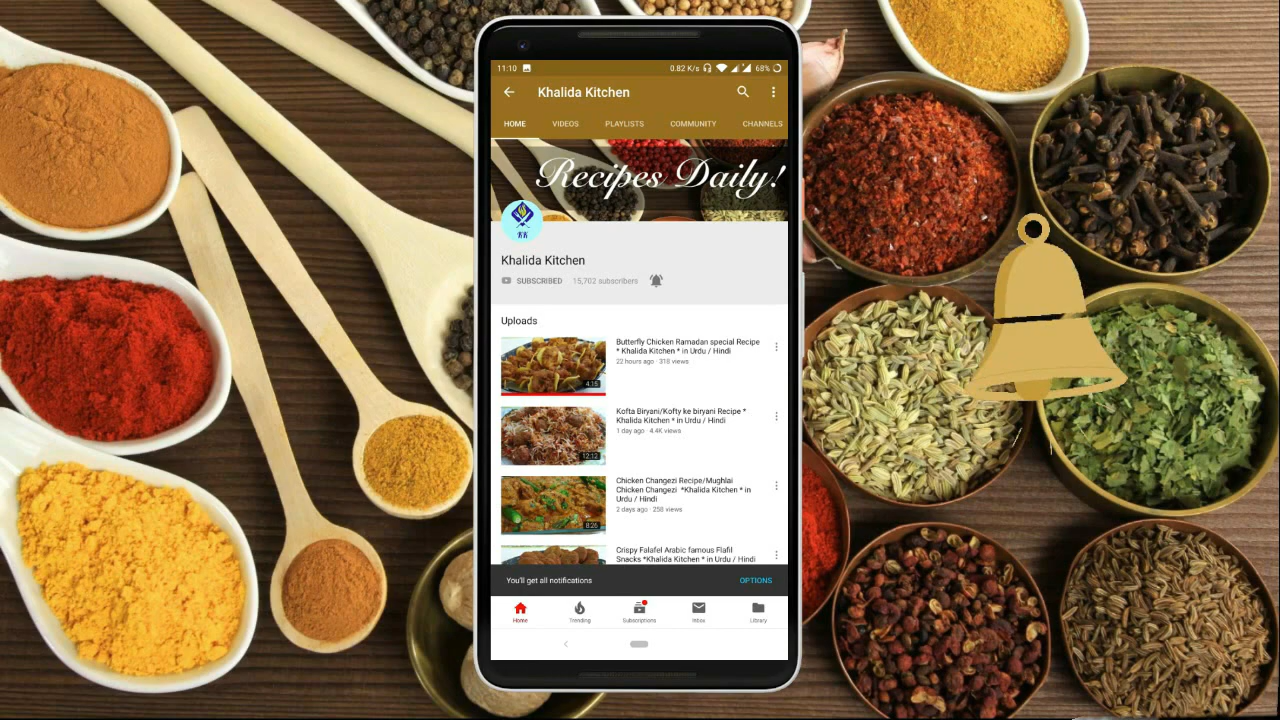 11:10 0.82 K/s 68%
Khalida Kitchen
HOME VIDEOS PLAYLISTS COMMUNITY CHANNELS
Recipes Daily!
KK
Khalida Kitchen
SUBSCRIBED 15,702 subscribers
Uploads
Butterfly Chicken Ramadan special Recipe
* Khalida Kitchen * in Urdu / Hindi
22 hours ago · 318 views
4:15
Kofta Biryani/Kofty ke biryani Recipe *
Khalida Kitchen * in Urdu / Hindi
1 day ago · 4.4K views
12:12
Chicken Changezi Recipe/Mughlai
Chicken Changezi *Khalida Kitchen * in
Urdu / Hindi
2 days ago · 258 views
8:26
Crispy Falafel Arabic famous Flafil
Snacks *Khalida Kitchen * in Urdu / Hindi
You'll get all notifications OPTIONS
Home Trending Subscriptions Inbox Library